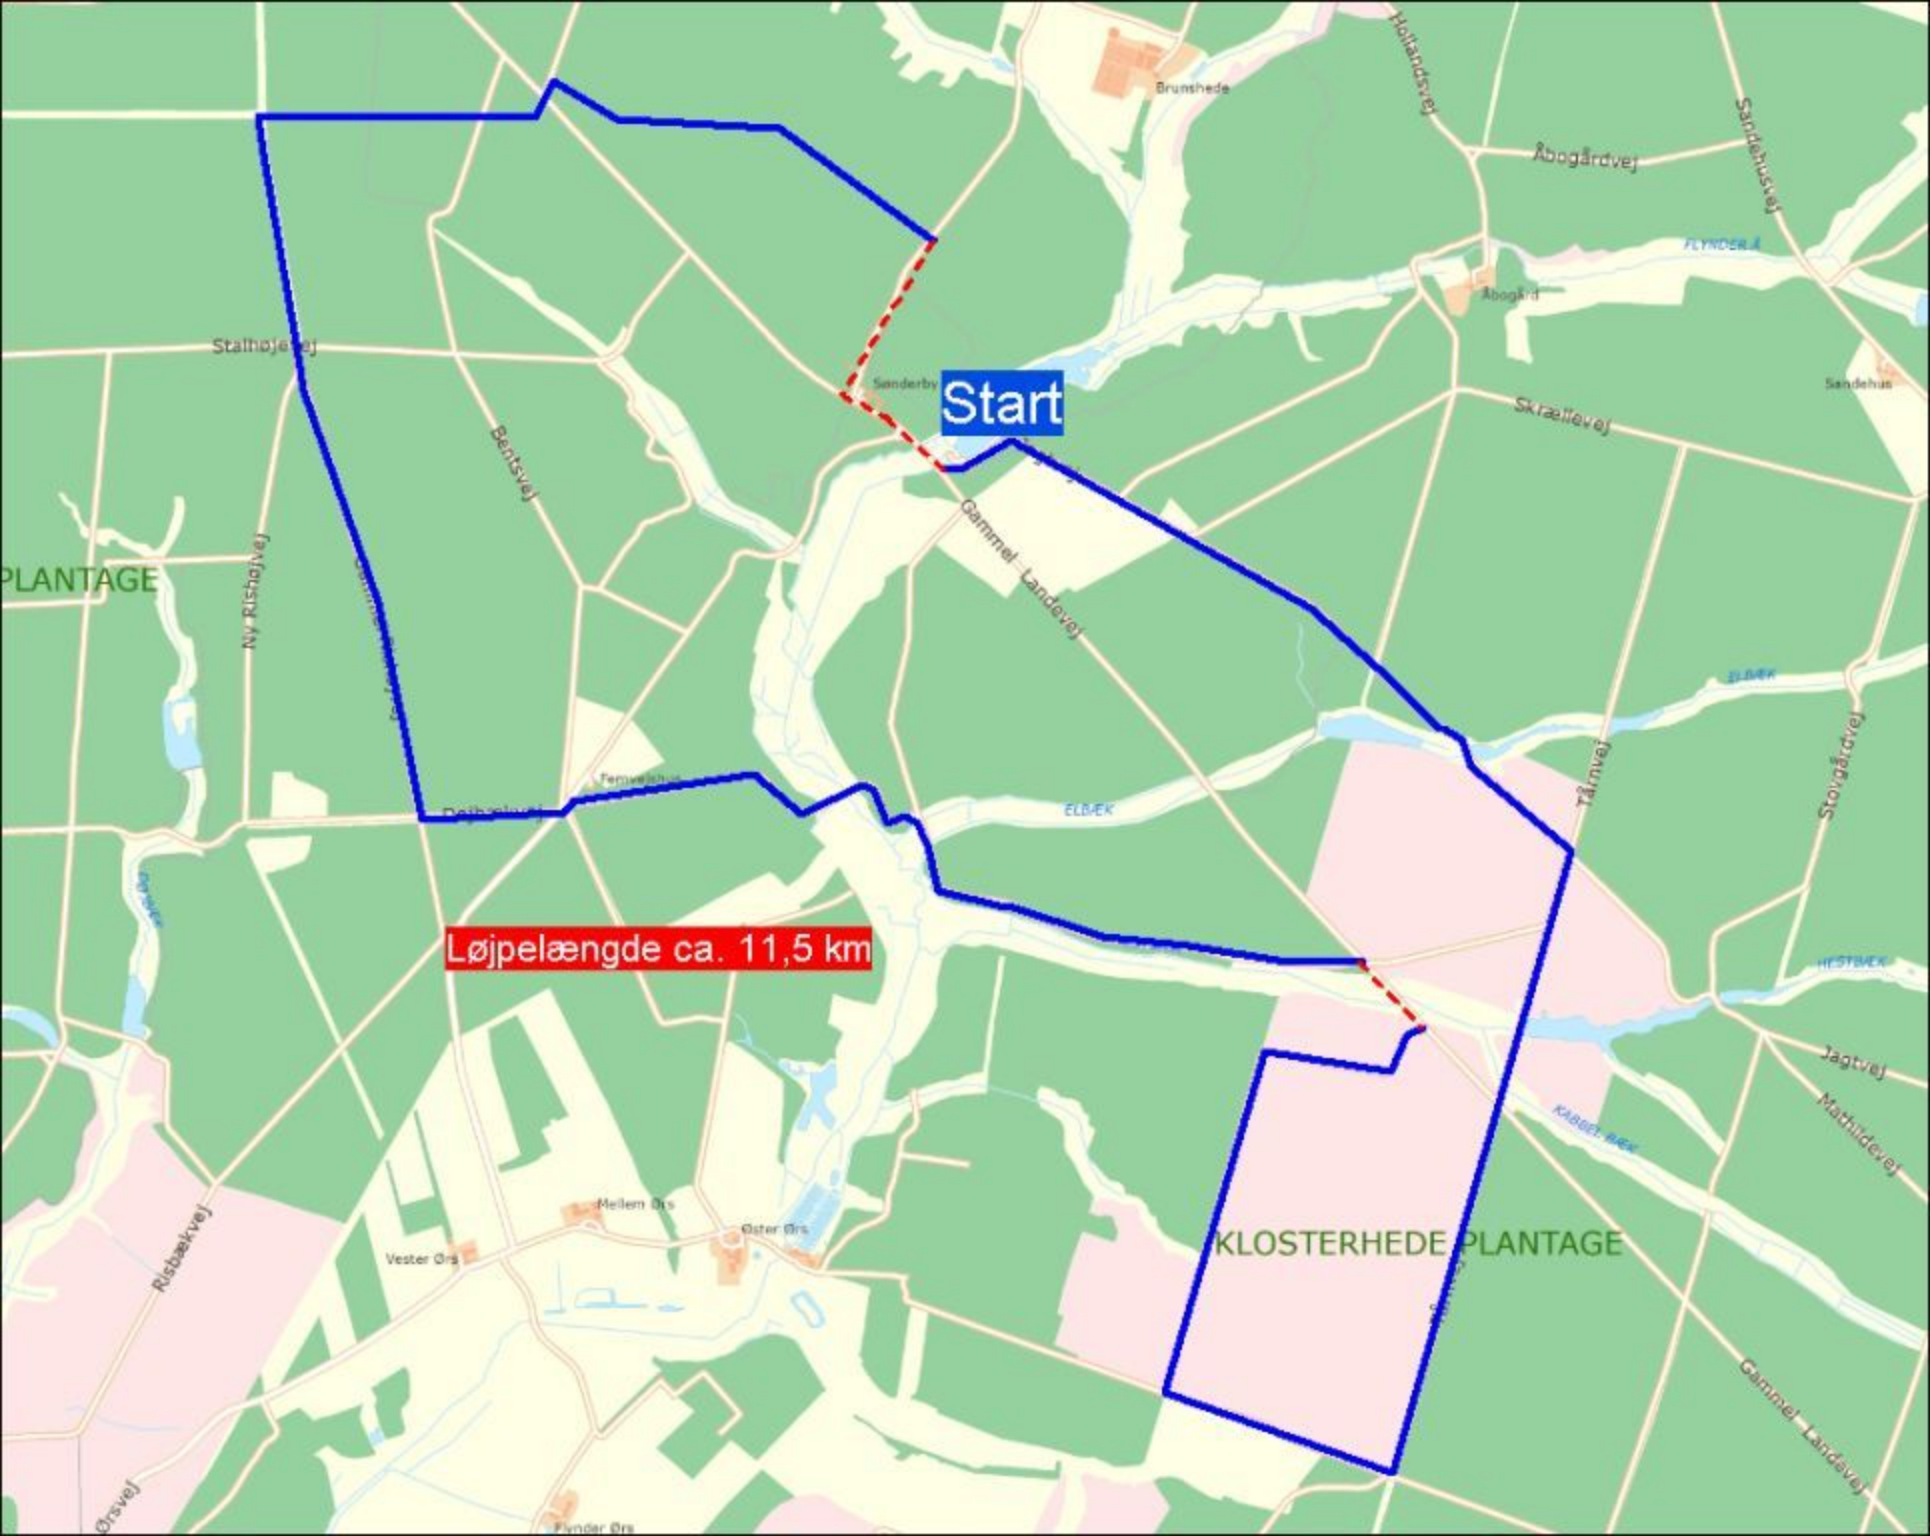 Hollandsvej
Brunshede
Sandehusvej
Åbogårdvej
FLYNDER Å
Åbogård
Stalhøjevej
Sønderby
Start
Sandehus
Skrællevej
Bentsvej
Gammel Landevej
PLANTAGE
Ny Rishøjvej
ELBÆK
Tårnvej
Stovgårdvej
Fernvejshus
Dejbækvej
ELBÆK
Løjpelængde ca. 11,5 km
HESTBÆK
Jagtvej
Mathildevej
KABBEL BÆK
Mellem Ørs
Øster Ørs
Vester Ørs
KLOSTERHEDE PLANTAGE
Risbækvej
Gammel Landevej
Ørsvej
Flynder Ørs